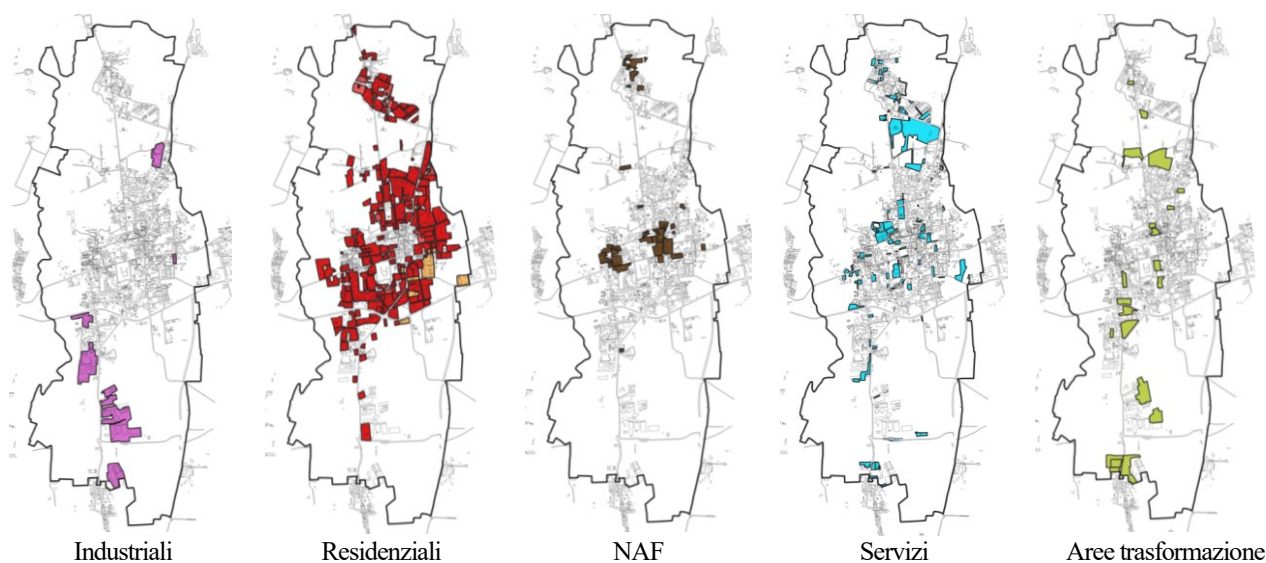 Industriali
Residenziali
NAF
Servizi
Aree trasformazione